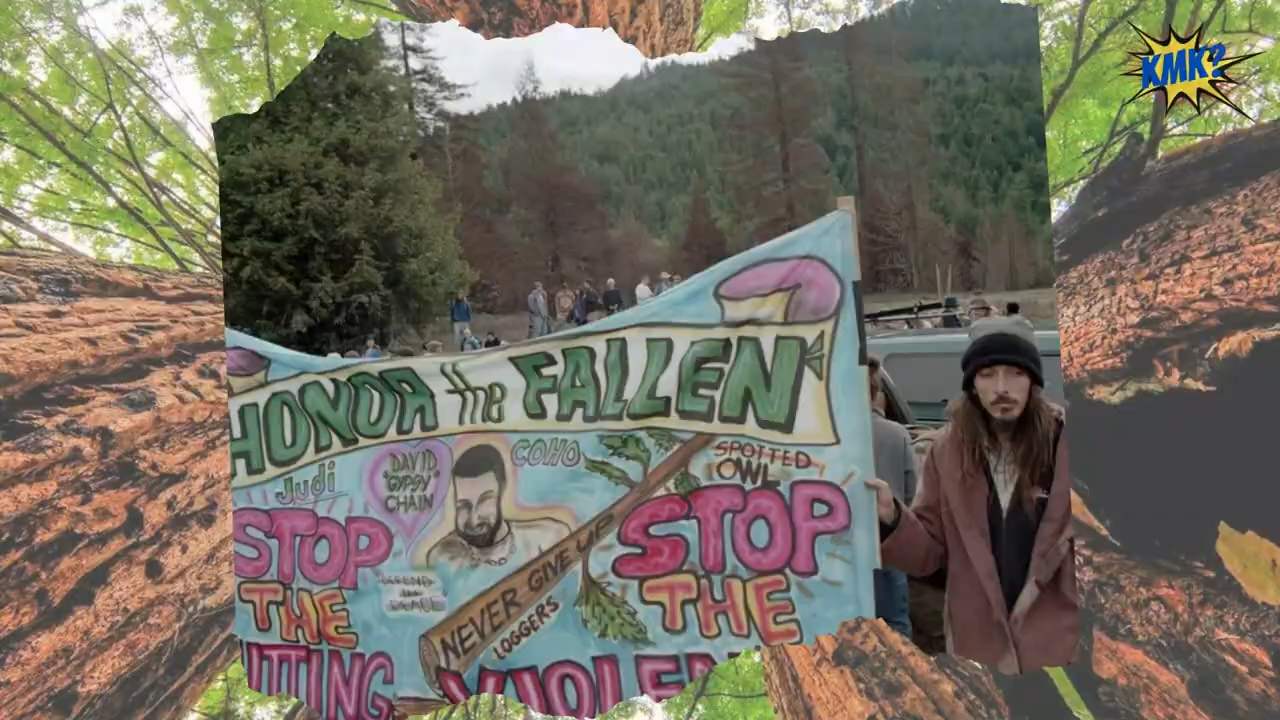 KMK?
HONOR the FALLEN
Judi
DAVID
"GYPSY"
CHAIN
COHO
SPOTTED
OWL
STOP
THE
STOP
THE
NEVER GIVE UP
LOGGERS
VIOLEN